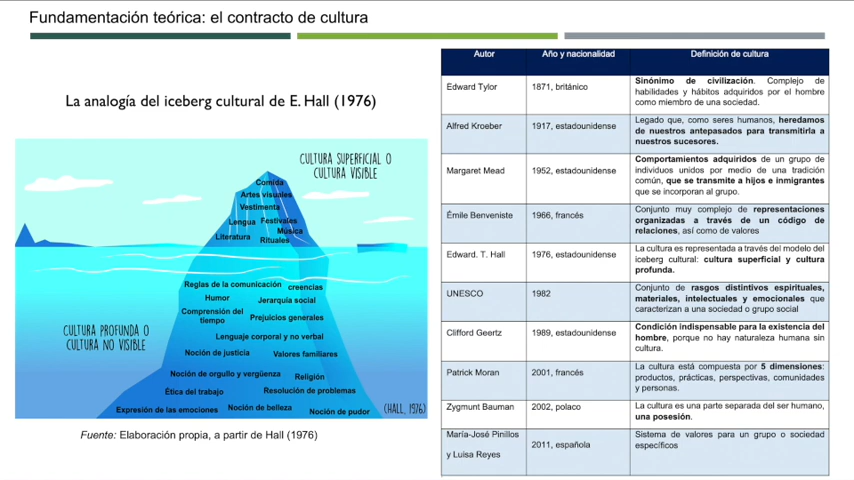 Fundamentación teórica: el contracto de cultura
La analogía del iceberg cultural de E. Hall (1976)
CULTURA SUPERFICIAL O
CULTURA VISIBLE
Comida
Artes visuales
Vestimenta
Lengua Festivales
Música
Literatura
Rituales
Reglas de la comunicación creencias
Humor
Jerarquía social
Comprensión del
tiempo
Prejuicios generales
Lenguaje corporal y no verbal
Noción de justicia
Valores familiares
CULTURA PROFUNDA O
CULTURA NO VISIBLE
Noción de orgullo y vergüenza
Religión
Ética del trabajo
Resolución de problemas
Expresión de las emociones
Noción de belleza
Noción de pudor
(HALL, 1976)
Fuente: Elaboración propia, a partir de Hall (1976)
Autor Año y nacionalidad Definición de cultura
Edward Tylor
1871, británico
Sinónimo de civilización. Complejo de
habilidades y hábitos adquiridos por el hombre
como miembro de una sociedad.
Alfred Kroeber
1917, estadounidense
Legado que, como seres humanos, heredamos
de nuestros antepasados para transmitirla a
nuestros sucesores.
Margaret Mead
1952, estadounidense
Comportamientos adquiridos de un grupo de
individuos unidos por medio de una tradición
común, que se transmite a hijos e inmigrantes
que se incorporan al grupo.
Émile Benveniste
1966, francés
Conjunto muy complejo de representaciones
organizadas a través de un código de
relaciones, así como de valores
Edward. T. Hall
1976, estadounidense
La cultura es representada a través del modelo del
iceberg cultural: cultura superficial y cultura
profunda.
UNESCO
1982
Conjunto de rasgos distintivos espirituales,
materiales, intelectuales y emocionales que
caracterizan a una sociedad o grupo social
Clifford Geertz
1989, estadounidense
Condición indispensable para la existencia del
hombre, porque no hay naturaleza humana sin
cultura.
Patrick Moran
2001, francés
La cultura está compuesta por 5 dimensiones:
productos, prácticas, perspectivas, comunidades
y personas.
Zygmunt Bauman
2002, polaco
La cultura es una parte separada del ser humano,
una posesión.
María-José Pinillos
y Luisa Reyes
2011, española
Sistema de valores para un grupo o sociedad
específicos